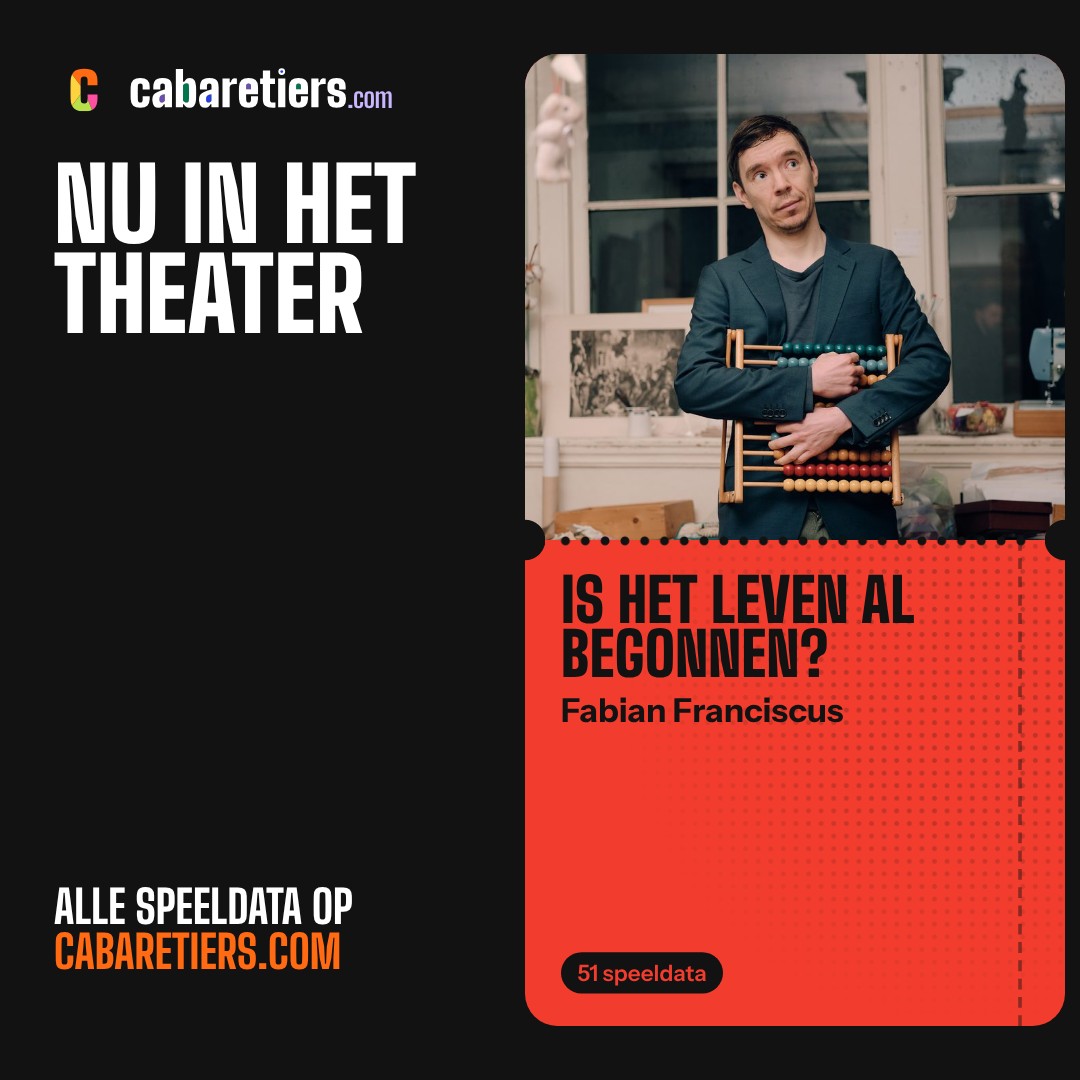 cabaretiers.com
NU IN HET
THEATER
IS HET LEVEN AL
BEGONNEN?
Fabian Franciscus
51 speeldata
ALLE SPEELDATA OP
CABARETIERS.COM